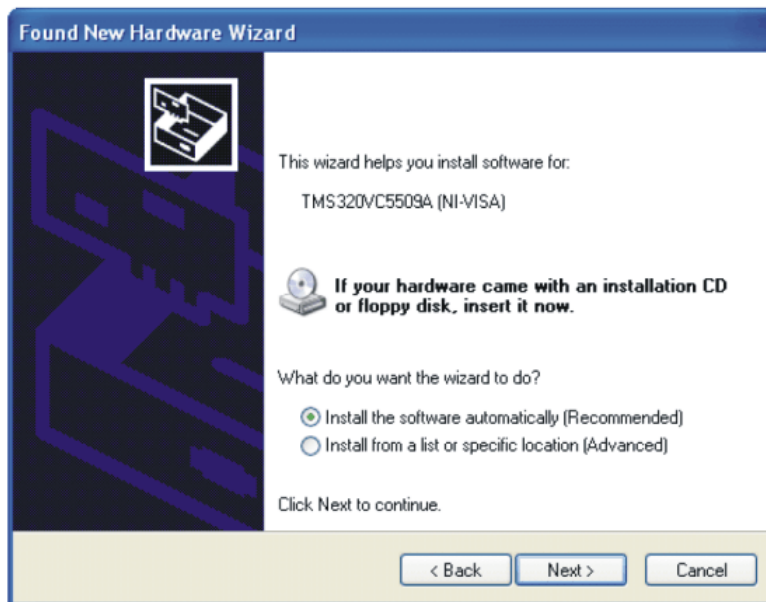 Found New Hardware Wizard
This wizard helps you install software for:
TMS320VC5509A (NI-VISA)
If your hardware came with an installation CD
or floppy disk, insert it now.
What do you want the wizard to do?
Install the software automatically (Recommended)
Install from a list or specific location (Advanced)
Click Next to continue.
< Back
Next >
Cancel